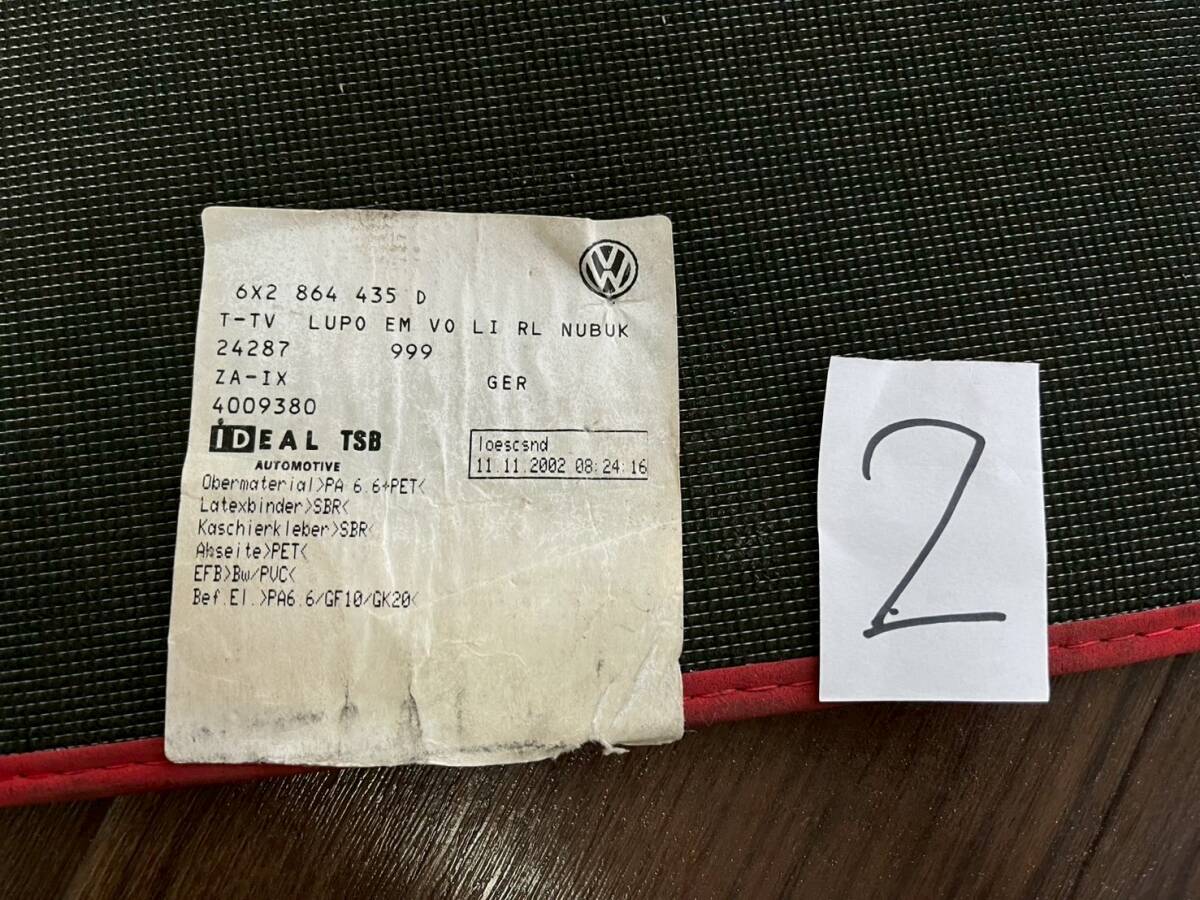 VW
6X2 864 435 D
T-TV LUPO EM VO LI RL NUBUK
24287 999
ZA-IX GER
4009380
IDEAL TSB
AUTOMOTIVE
loescsnd
11.11.2002 08:24:16
Obermaterial>PA 6.6+PET<
Latexbinder>SBR<
Kaschierkleber>SBR<
Abseite>PET<
EFB>Bw/PVC<
Bef.El.>PA6.6/GF10/GK20<
2